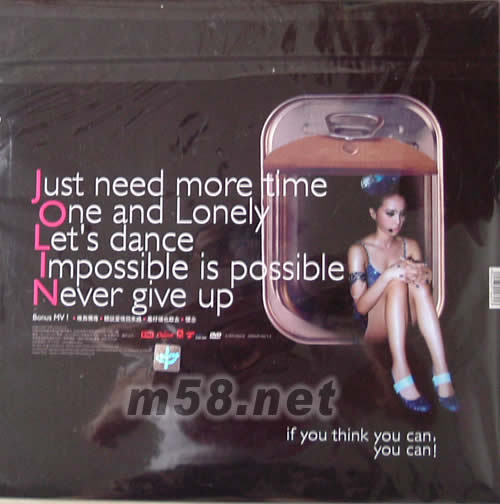 Just need more time
One and Lonely
Let's dance
Impossible is possible
Never give up
Bonus MV!
DVD
m58.net
if you think you can,
you can!